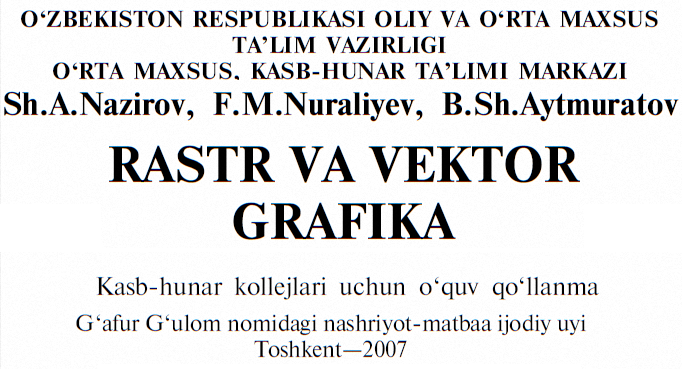 O‘ZBEKISTON RESPUBLIKASI OLIY VA O‘RTA MAXSUS
TA’LIM VAZIRLIGI
O‘RTA MAXSUS, KASB-HUNAR TA’LIMI MARKAZI
Sh.A.Nazirov, F.M.Nuraliyev, B.Sh.Aytmuratov
RASTR VA VEKTOR
GRAFIKA
Kasb-hunar kollejlari uchun o‘quv qo‘llanma
G‘afur G‘ulom nomidagi nashriyot-matbaa ijodiy uyi
Toshkent—2007